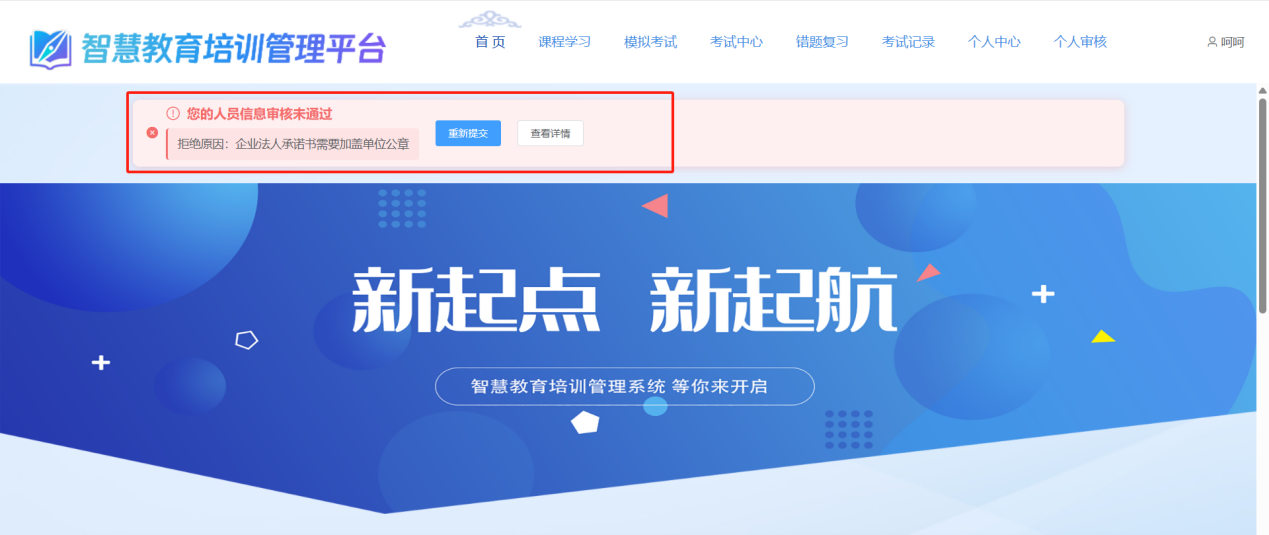 智慧教育培训管理平台
首 页 课程学习 模拟考试 考试中心 错题复习 考试记录 个人中心 个人审核 呵呵
您的人员信息审核未通过
拒绝原因：企业法人承诺书需要加盖单位公章
重新提交 查看详情
新起点 新起航
智慧教育培训管理系统 等你来开启